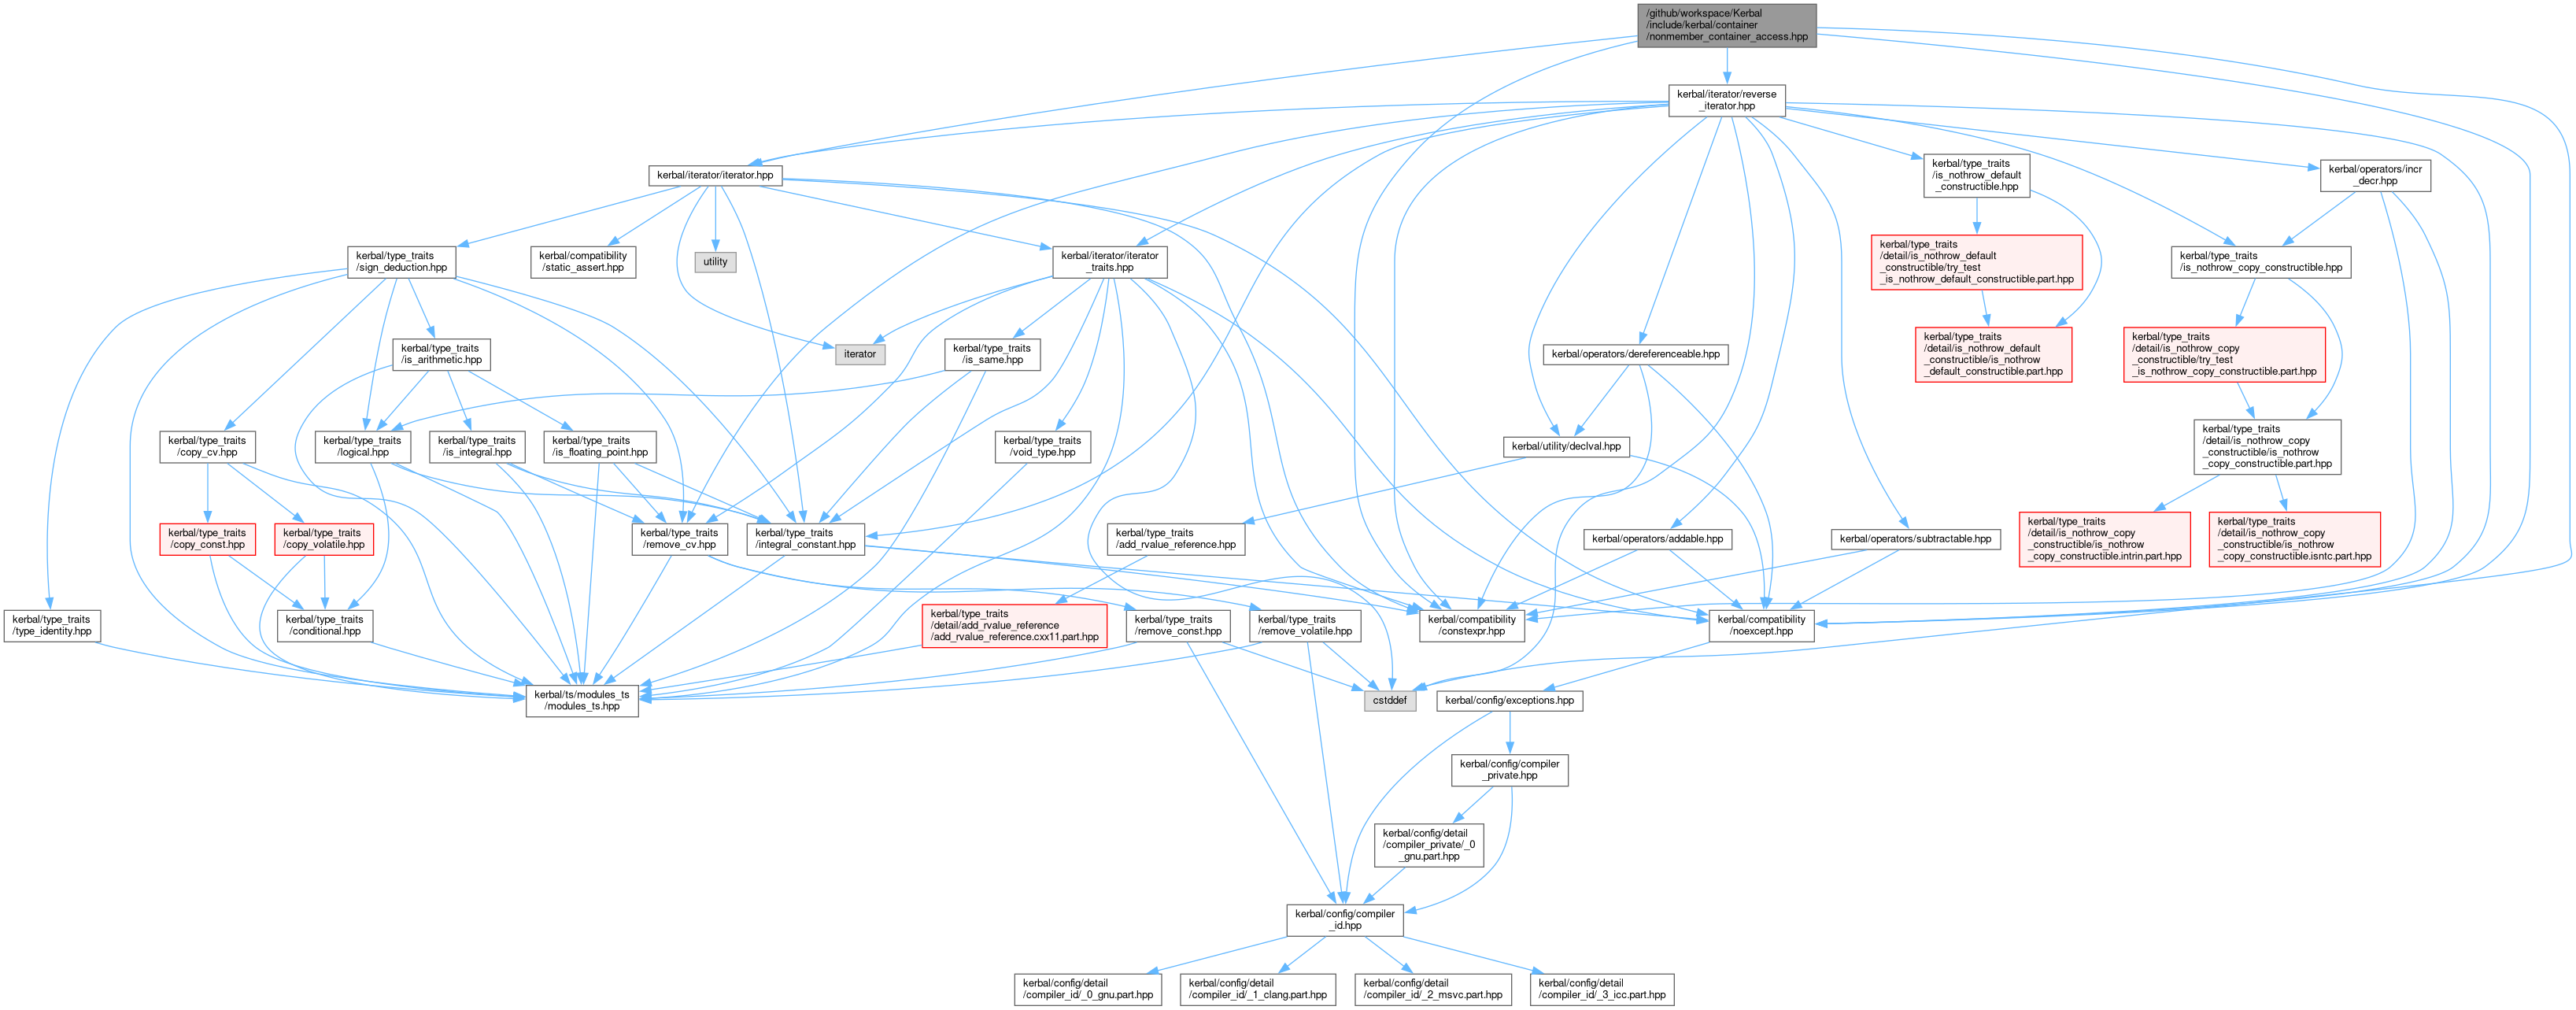 /github/workspace/Kerbal
/include/kerbal/container
/nonmember_container_access.hpp
kerbal/iterator/reverse
_iterator.hpp
kerbal/iterator/iterator.hpp
kerbal/type_traits
/is_nothrow_default
_constructible.hpp
kerbal/operators/incr
_decr.hpp
kerbal/type_traits
/sign_deduction.hpp
kerbal/compatibility
/static_assert.hpp
utility
kerbal/iterator/iterator
_traits.hpp
kerbal/type_traits
/detail/is_nothrow_default
_constructible/try_test
_is_nothrow_default_constructible.part.hpp
kerbal/type_traits
/is_nothrow_copy_constructible.hpp
kerbal/type_traits
/is_arithmetic.hpp
iterator
kerbal/type_traits
/is_same.hpp
kerbal/operators/dereferenceable.hpp
kerbal/type_traits
/detail/is_nothrow_default
_constructible/is_nothrow
_default_constructible.part.hpp
kerbal/type_traits
/detail/is_nothrow_copy
_constructible/try_test
_is_nothrow_copy_constructible.part.hpp
kerbal/type_traits
/copy_cv.hpp
kerbal/type_traits
/logical.hpp
kerbal/type_traits
/is_integral.hpp
kerbal/type_traits
/is_floating_point.hpp
kerbal/type_traits
/void_type.hpp
kerbal/utility/declval.hpp
kerbal/type_traits
/detail/is_nothrow_copy
_constructible/is_nothrow
_copy_constructible.part.hpp
kerbal/type_traits
/copy_const.hpp
kerbal/type_traits
/copy_volatile.hpp
kerbal/type_traits
/remove_cv.hpp
kerbal/type_traits
/integral_constant.hpp
kerbal/type_traits
/add_rvalue_reference.hpp
kerbal/operators/addable.hpp
kerbal/operators/subtractable.hpp
kerbal/type_traits
/detail/is_nothrow_copy
_constructible/is_nothrow
_copy_constructible.intrin.part.hpp
kerbal/type_traits
/detail/is_nothrow_copy
_constructible/is_nothrow
_copy_constructible.isntc.part.hpp
kerbal/type_traits
/type_identity.hpp
kerbal/type_traits
/conditional.hpp
kerbal/type_traits
/detail/add_rvalue_reference
/add_rvalue_reference.cxx11.part.hpp
kerbal/type_traits
/remove_const.hpp
kerbal/type_traits
/remove_volatile.hpp
kerbal/compatibility
/constexpr.hpp
kerbal/compatibility
/noexcept.hpp
kerbal/ts/modules_ts
/modules_ts.hpp
cstddef
kerbal/config/exceptions.hpp
kerbal/config/compiler
_private.hpp
kerbal/config/detail
/compiler_private/_0
_gnu.part.hpp
kerbal/config/compiler
_id.hpp
kerbal/config/detail
/compiler_id/_0_gnu.part.hpp
kerbal/config/detail
/compiler_id/_1_clang.part.hpp
kerbal/config/detail
/compiler_id/_2_msvc.part.hpp
kerbal/config/detail
/compiler_id/_3_icc.part.hpp